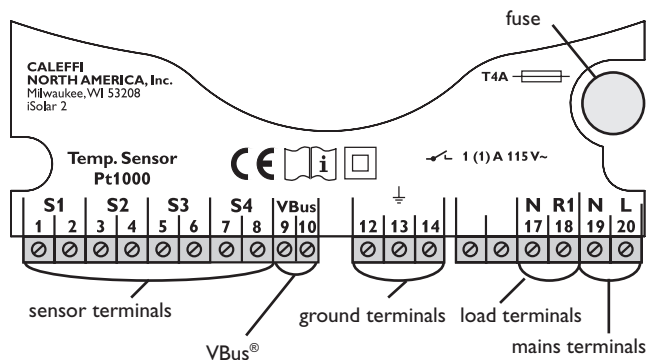 fuse
CALEFFI
NORTH AMERICA, Inc.
Milwaukee, WI 53208
iSolar 2
T4A
Temp. Sensor
Pt1000
CE i 1 (1) A 115 V~
S1 S2 S3 S4 VBus N R1 N L
1 2 3 4 5 6 7 8 9 10 12 13 14 17 18 19 20
sensor terminals
ground terminals load terminals
VBus® mains terminals